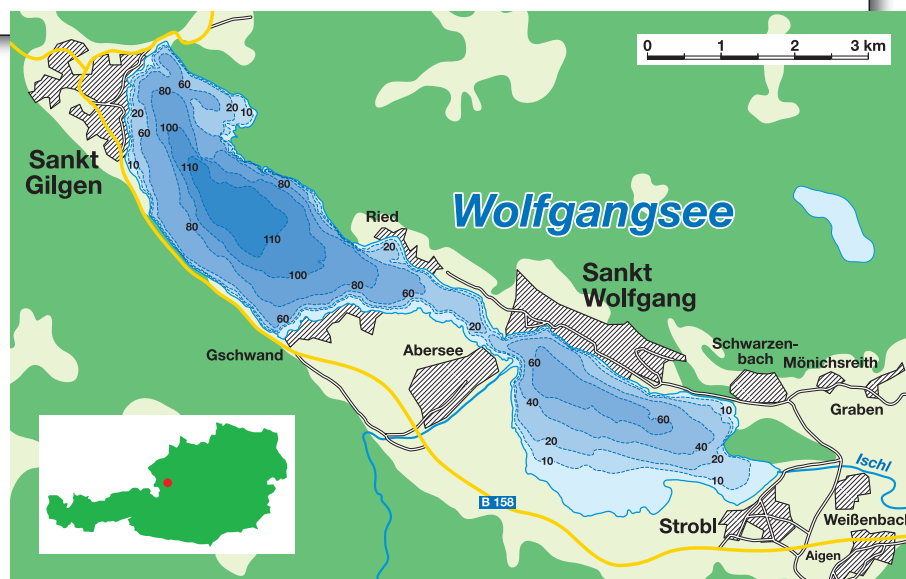 0 1 2 3 km
Wolfgangsee
Sankt
Gilgen
Ried
Sankt
Wolfgang
Gschwand
Abersee
Schwarzen-
bach
Mönichsreith
Graben
Ischl
Strobl
Weißenbach
Aigen
B 158
60
80
20
10
20
60
100
10
110
80
80
110
100
80
60
60
20
20
60
40
20
10
60
10
40
20
10